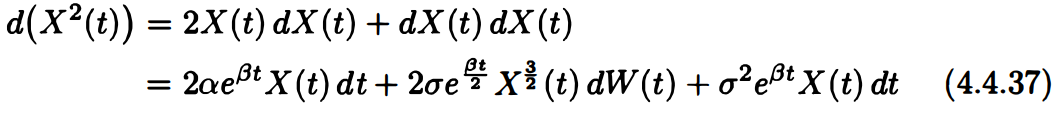 d(X²(t)) = 2X(t) dX(t) + dX(t) dX(t)
= 2αe^{βt} X(t) dt + 2σe^{βt/2} X^{3/2}(t) dW(t) + σ²e^{βt} X(t) dt (4.4.37)